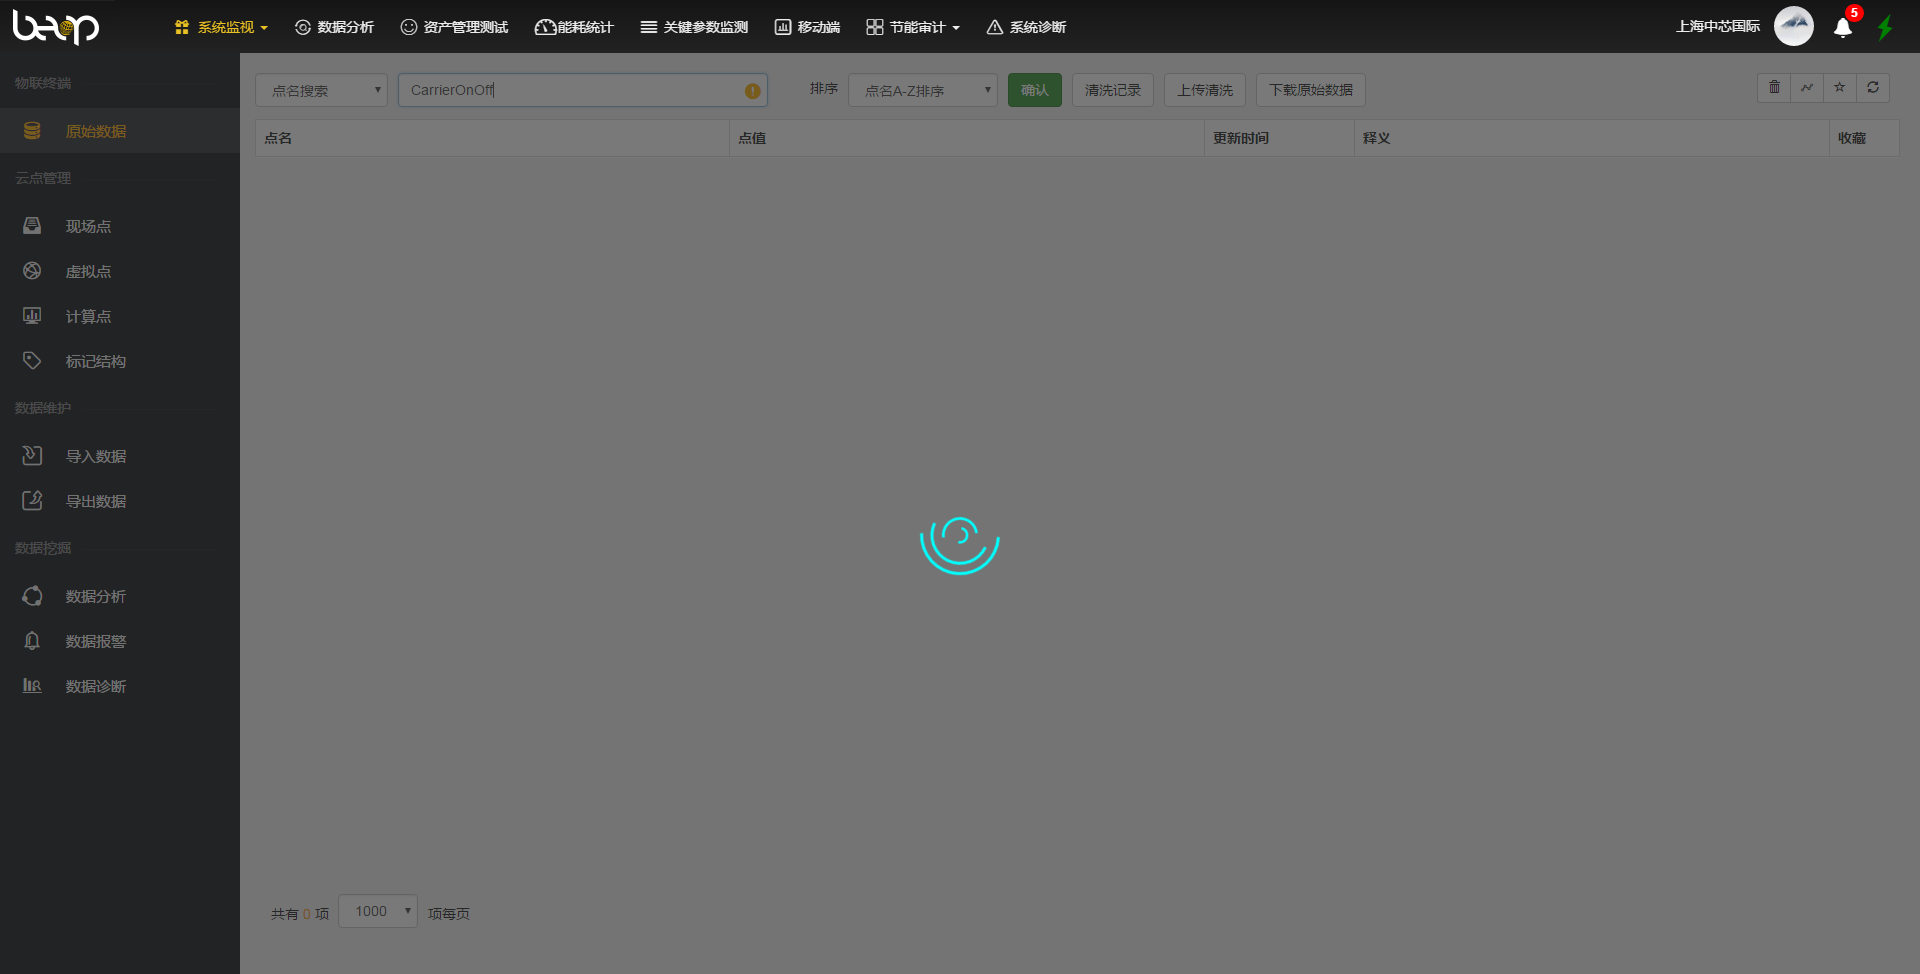 beop
系统监视
数据分析
资产管理测试
能耗统计
关键参数监测
移动端
节能审计
系统诊断
上海中芯国际
5
物联终端
原始数据
云点管理
现场点
虚拟点
计算点
标记结构
数据维护
导入数据
导出数据
数据挖掘
数据分析
数据报警
数据诊断
点名搜索
CarrierOnOff
排序
点名A-Z排序
确认
清洗记录
上传清洗
下载原始数据
点名
点值
更新时间
释义
收藏
共有 0 项
1000
项每页